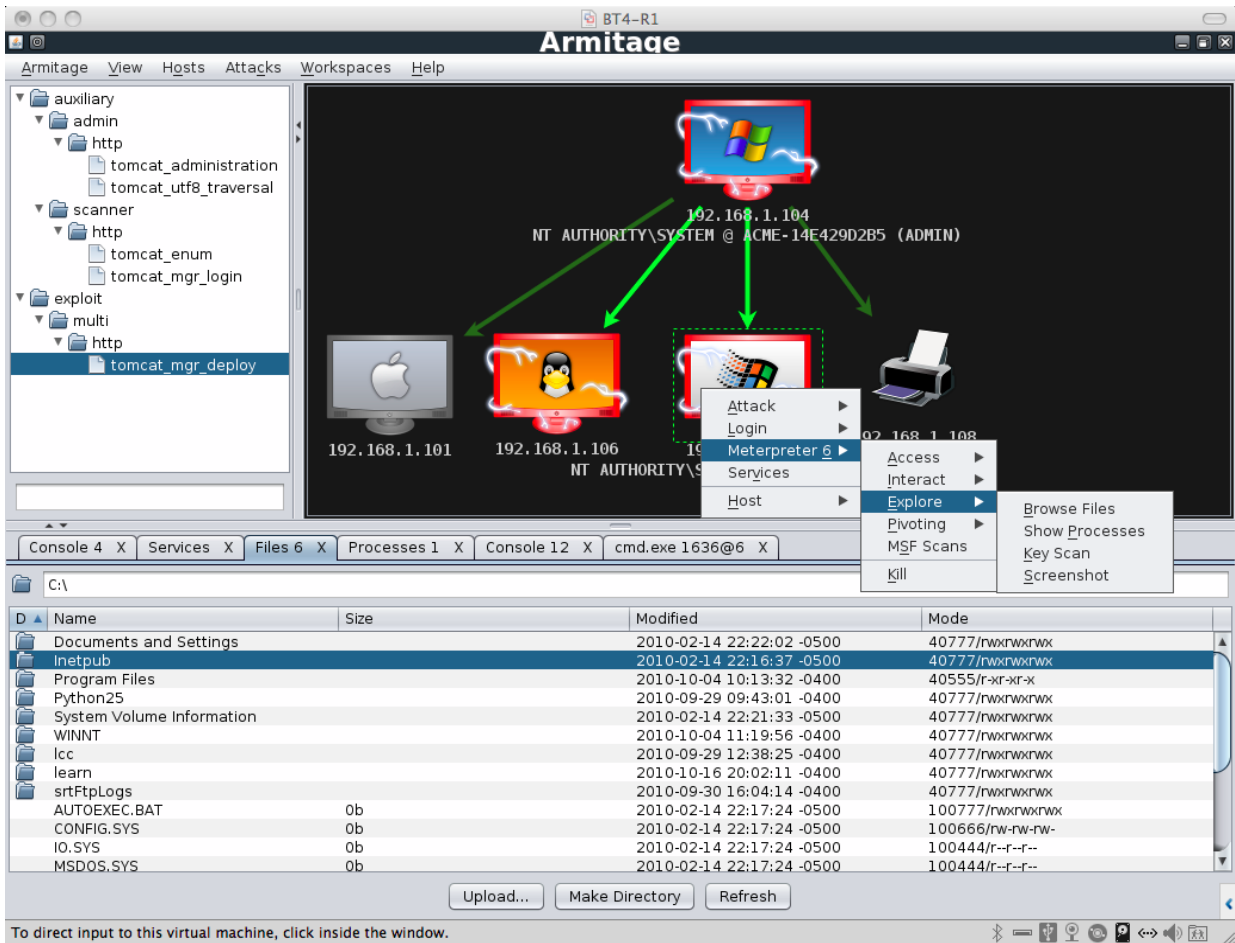 BT4-R1
Armitage
Armitage View Hosts Attacks Workspaces Help
auxiliary
admin
http
tomcat_administration
tomcat_utf8_traversal
scanner
http
tomcat_enum
tomcat_mgr_login
exploit
multi
http
tomcat_mgr_deploy
192.168.1.104
NT AUTHORITY\SYSTEM @ ACME-14E429D2B5 (ADMIN)
192.168.1.101
192.168.1.106
NT AUTHORITY\
Attack
Login
Meterpreter 6
Services
Host
Access
Interact
Explore
Pivoting
MSF Scans
Kill
Browse Files
Show Processes
Key Scan
Screenshot
Console 4 X Services X Files 6 X Processes 1 X Console 12 X cmd.exe 1636@6 X
C:\
D Name Size Modified Mode
Documents and Settings 2010-02-14 22:22:02 -0500 40777/rwxrwxrwx
Inetpub 2010-02-14 22:16:37 -0500 40777/rwxrwxrwx
Program Files 2010-10-04 10:13:32 -0400 40555/r-xr-xr-x
Python25 2010-09-29 09:43:01 -0400 40777/rwxrwxrwx
System Volume Information 2010-02-14 22:21:33 -0500 40777/rwxrwxrwx
WINNT 2010-10-04 11:19:56 -0400 40777/rwxrwxrwx
lcc 2010-09-29 12:38:25 -0400 40777/rwxrwxrwx
learn 2010-10-16 20:02:11 -0400 40777/rwxrwxrwx
srtFtpLogs 2010-09-30 16:04:14 -0400 40777/rwxrwxrwx
AUTOEXEC.BAT 0b 2010-02-14 22:17:24 -0500 100777/rwxrwxrwx
CONFIG.SYS 0b 2010-02-14 22:17:24 -0500 100666/rw-rw-rw-
IO.SYS 0b 2010-02-14 22:17:24 -0500 100444/r--r--r--
MSDOS.SYS 0b 2010-02-14 22:17:24 -0500 100444/r--r--r--
Upload... Make Directory Refresh
To direct input to this virtual machine, click inside the window.